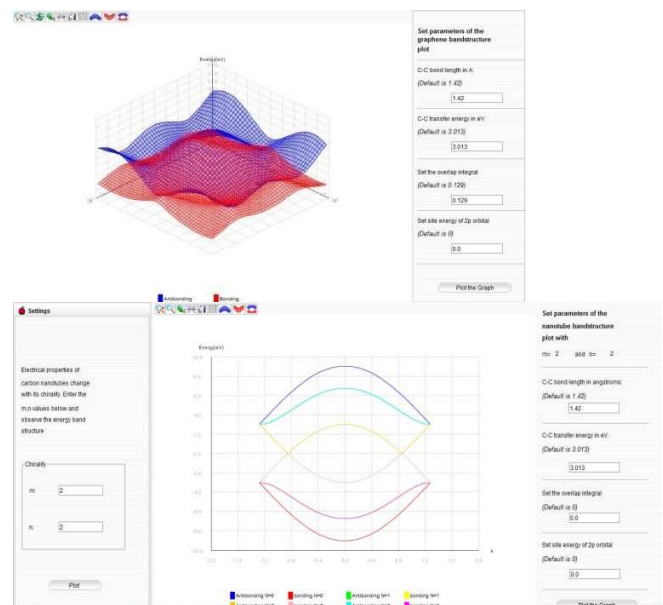 Set parameters of the
graphene bandstructure
plot
Energy(eV)
C-C bond length in A:
(Default is 1.42)
1.42
C-C transfer energy in eV:
(Default is 3.013)
3.013
Set the overlap integral
(Default is 0.129)
0.129
Set site energy of 2p orbital
(Default is 0)
0.0
Plot the Graph
Antibonding Bonding
Settings
Electrical properties of
carbon nanotubes change
with its chirality. Enter the
m,n values below and
observe the energy band
structure
Chirality
m: 2
n: 2
Plot
Energy(eV)
k
Antibonding N=0 bonding N=0 Antibonding N=1 bonding N=1
Set parameters of the
nanotube bandstructure
plot with
m= 2 and n= 2
C-C bond length in angstroms:
(Default is 1.42)
1.42
C-C transfer energy in eV:
(Default is 3.013)
3.013
Set the overlap integral
(Default is 0)
0.0
Set site energy of 2p orbital
(Default is 0)
0.0
Plot the Graph